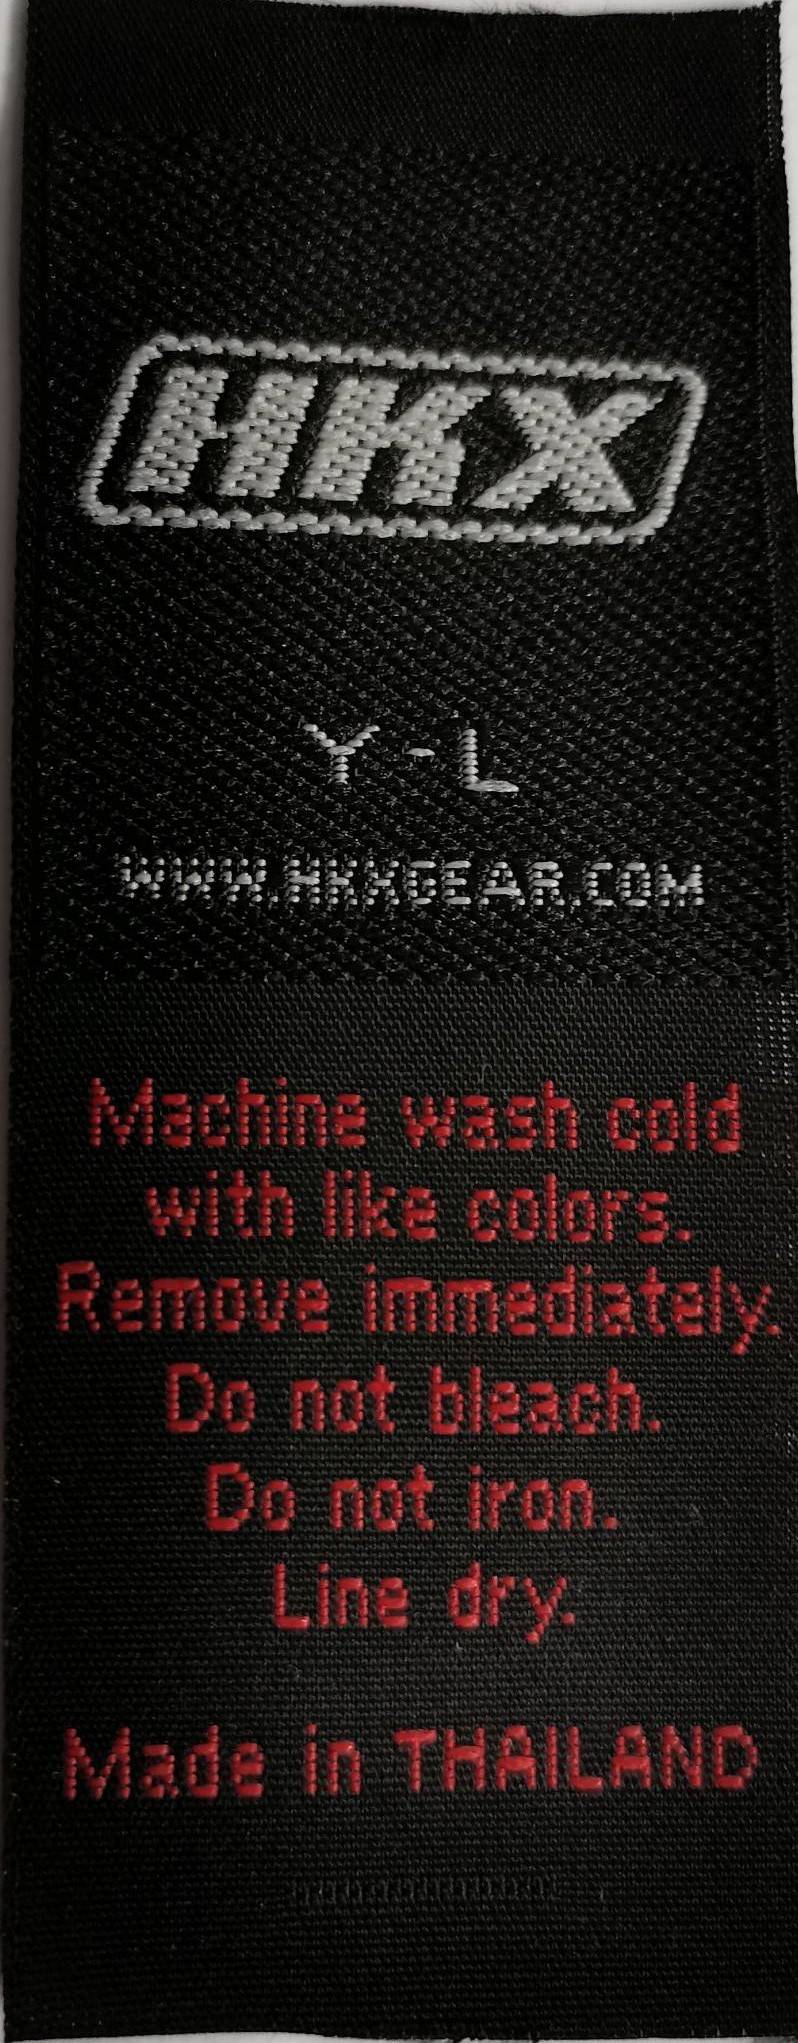 HKX
Y-L
WWW.HKXGEAR.COM
Machine wash cold
with like colors.
Remove immediately.
Do not bleach.
Do not iron.
Line dry.
Made in THAILAND